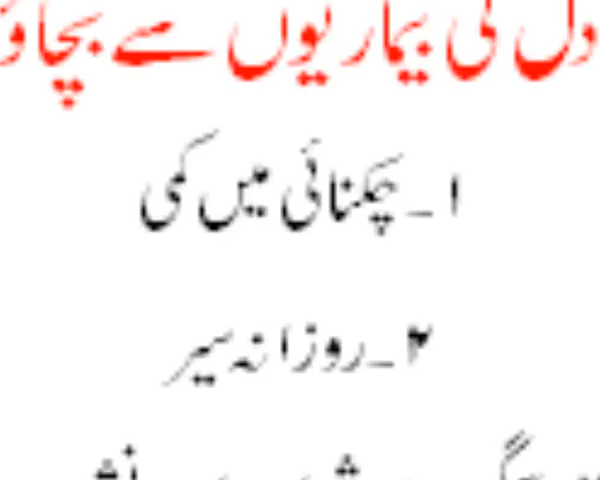 دل کی بیماریوں سے بچاؤ
۱۔چکنائی میں کمی
۲۔روزانہ سیر